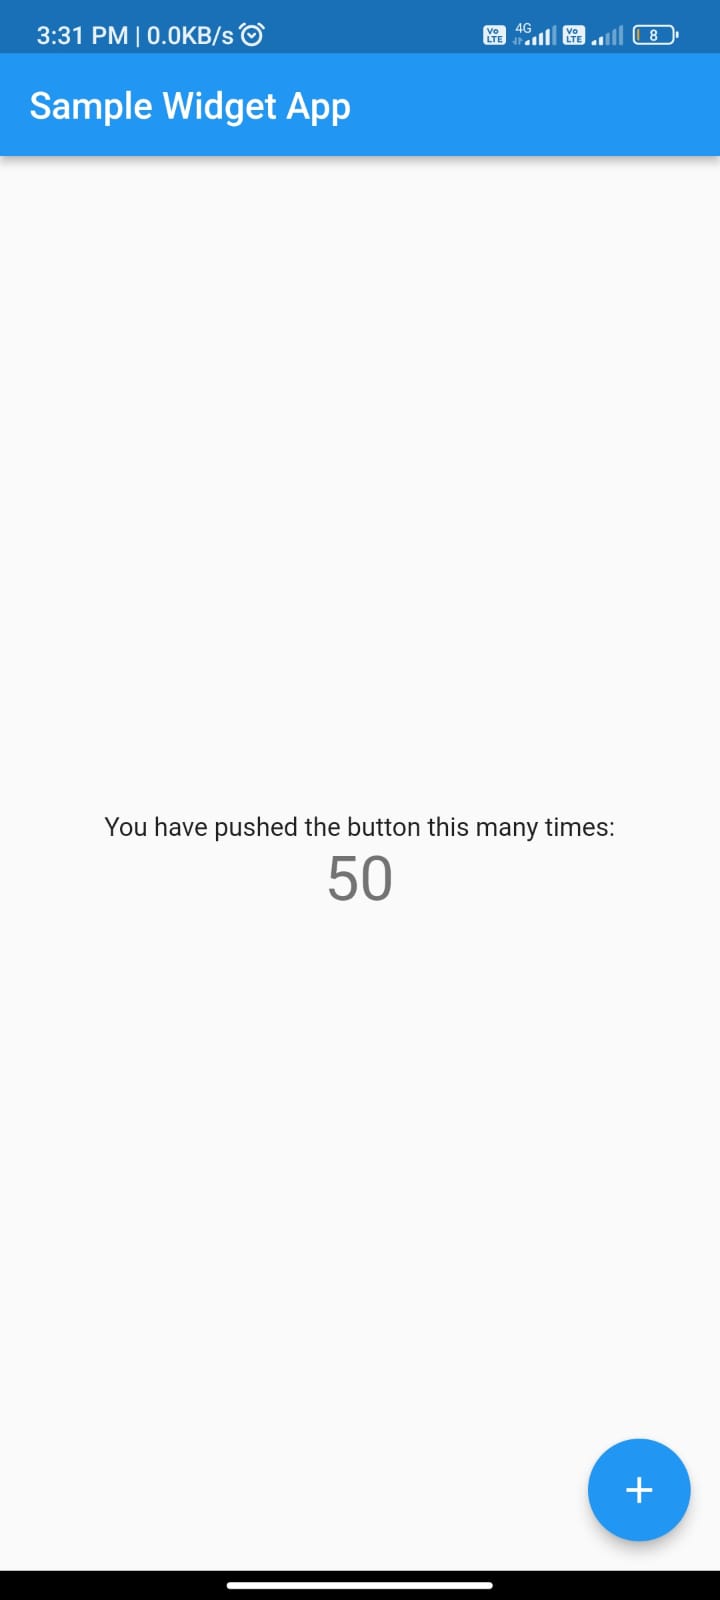 3:31 PM | 0.0KB/s Vo LTE 4G Vo LTE 8
Sample Widget App
You have pushed the button this many times:
50
+